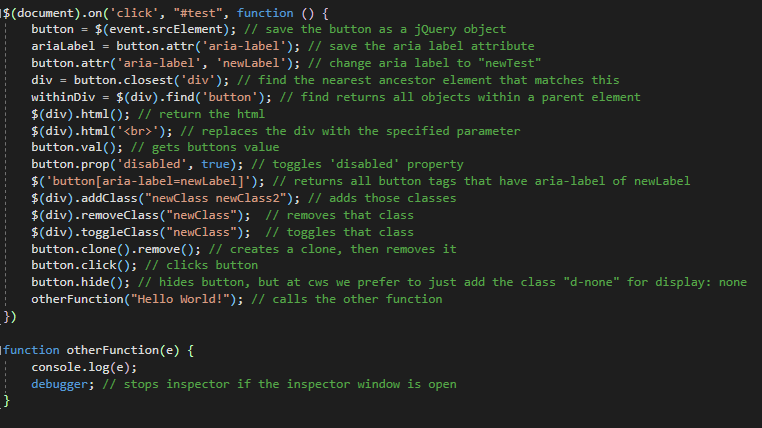 $(document).on('click', "#test", function () {
button = $(event.srcElement); // save the button as a jQuery object
ariaLabel = button.attr('aria-label'); // save the aria label attribute
button.attr('aria-label', 'newLabel'); // change aria label to "newTest"
div = button.closest('div'); // find the nearest ancestor element that matches this
withinDiv = $(div).find('button'); // find returns all objects within a parent element
$(div).html(); // return the html
$(div).html('<br>'); // replaces the div with the specified parameter
button.val(); // gets buttons value
button.prop('disabled', true); // toggles 'disabled' property
$('button[aria-label=newLabel]'); // returns all button tags that have aria-label of newLabel
$(div).addClass("newClass newClass2"); // adds those classes
$(div).removeClass("newClass");  // removes that class
$(div).toggleClass("newClass");  // toggles that class
button.clone().remove(); // creates a clone, then removes it
button.click(); // clicks button
button.hide(); // hides button, but at cws we prefer to just add the class "d-none" for display: none
otherFunction("Hello World!"); // calls the other function
})
function otherFunction(e) {
console.log(e);
debugger; // stops inspector if the inspector window is open
}